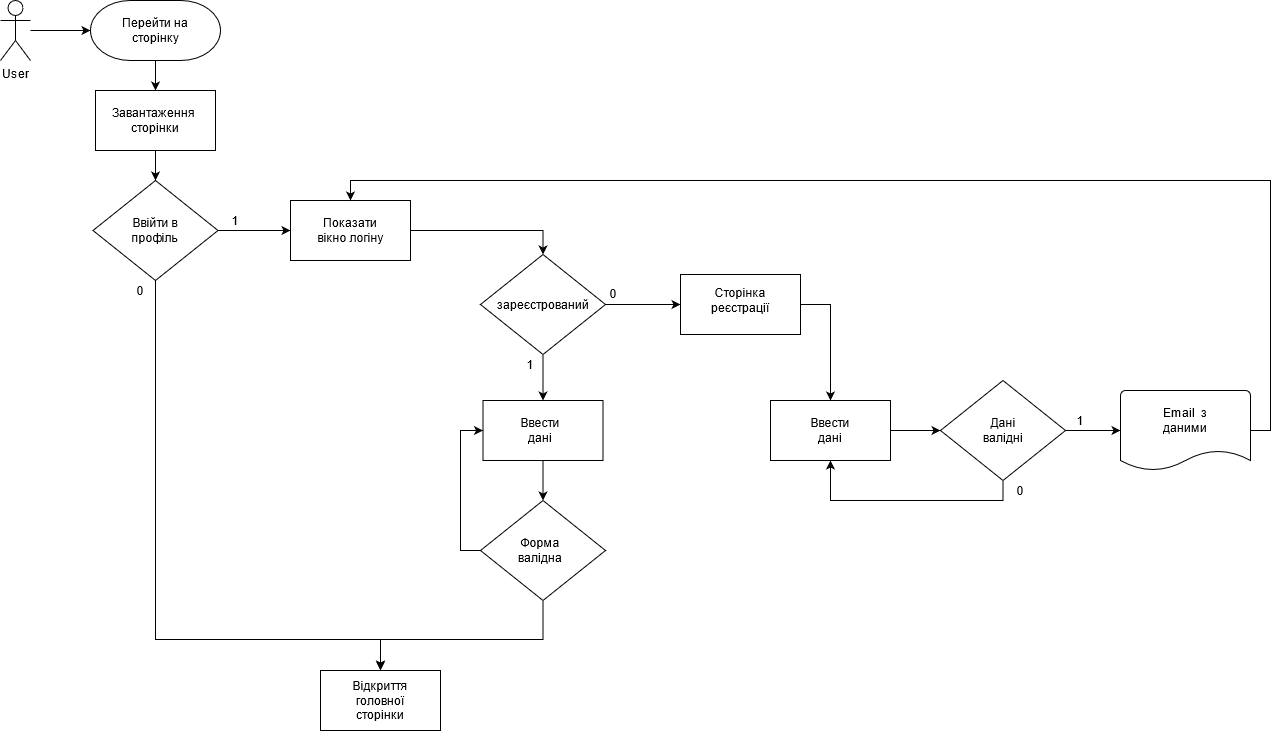 Перейти на
сторінку
User
Завантаження
сторінки
Ввійти в
профіль
1
0
Показати
вікно логіну
зареєстрований
0
1
Сторінка
реєстрації
Ввести
дані
Ввести
дані
Дані
валідні
1
0
Email з
даними
Форма
валідна
Відкриття
головної
сторінки